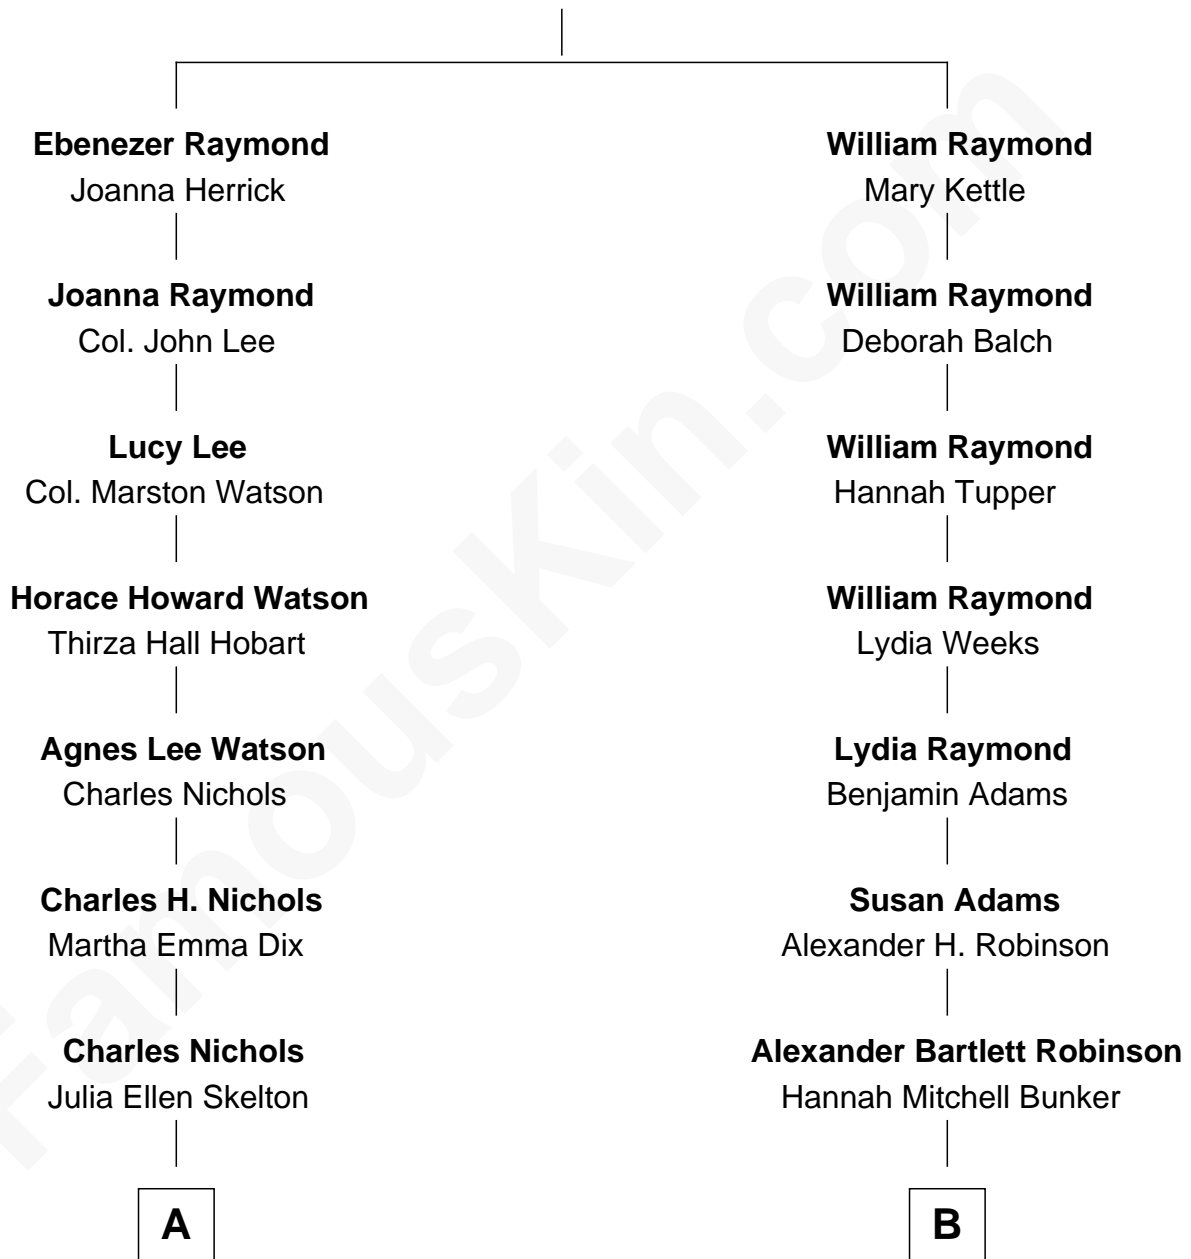 Ebenezer Raymond
Joanna Herrick
William Raymond
Mary Kettle
Joanna Raymond
Col. John Lee
William Raymond
Deborah Balch
Lucy Lee
Col. Marston Watson
William Raymond
Hannah Tupper
Horace Howard Watson
Thirza Hall Hobart
William Raymond
Lydia Weeks
Agnes Lee Watson
Charles Nichols
Lydia Raymond
Benjamin Adams
Charles H. Nichols
Martha Emma Dix
Susan Adams
Alexander H. Robinson
Charles Nichols
Julia Ellen Skelton
Alexander Bartlett Robinson
Hannah Mitchell Bunker
A
B
FamousKin.com